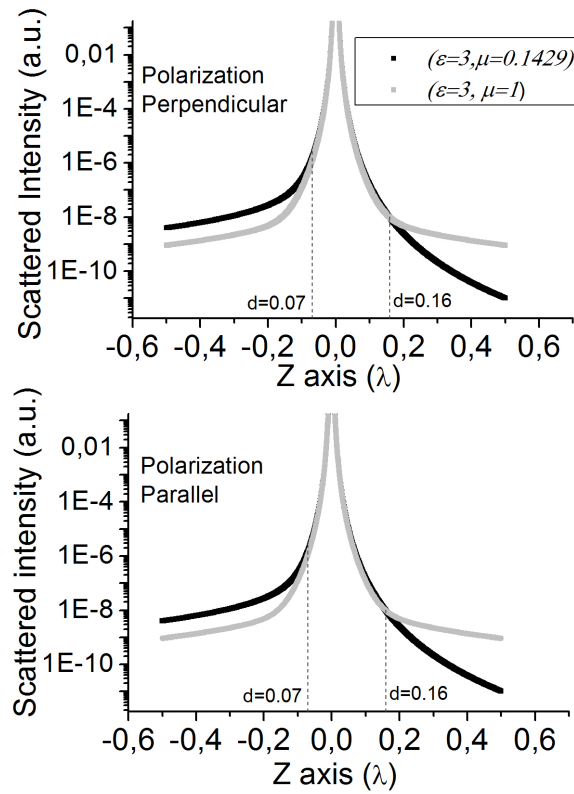 Scattered Intensity (a.u.)
0,01
1E-4
1E-6
1E-8
1E-10
Polarization
Perpendicular
(ε=3,μ=0.1429)
(ε=3, μ=1)
d=0.07
d=0.16
-0,6 -0,4 -0,2 0,0 0,2 0,4 0,6
Z axis (λ)
Scattered intensity (a.u.)
0,01
1E-4
1E-6
1E-8
1E-10
Polarization
Parallel
d=0.07
d=0.16
-0,6 -0,4 -0,2 0,0 0,2 0,4 0,6
Z axis (λ)